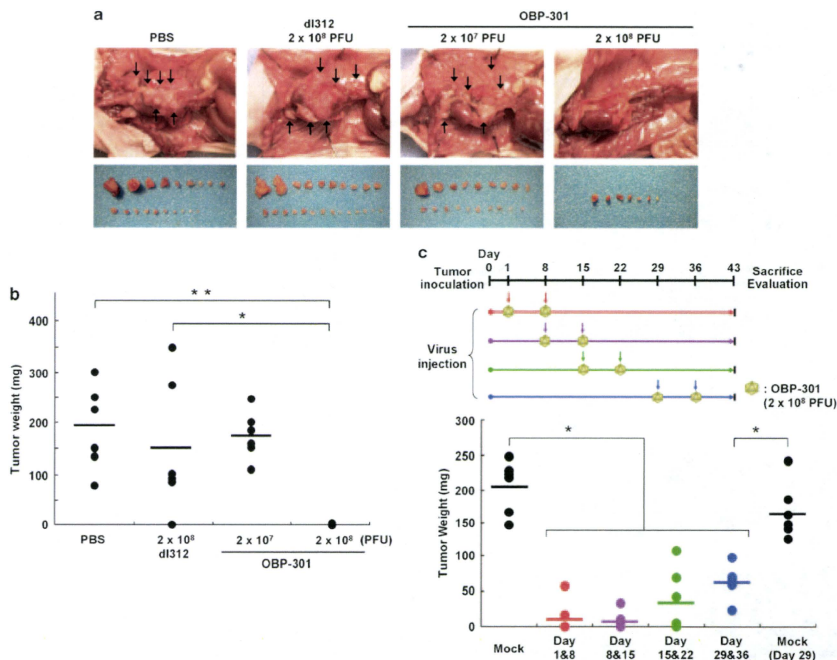 a
PBS
dl312
2 x 10⁸ PFU
OBP-301
2 x 10⁷ PFU
2 x 10⁸ PFU
b
* *
*
Tumor weight (mg)
400
300
200
100
0
PBS
2 x 10⁸
dl312
2 x 10⁷
2 x 10⁸ (PFU)
OBP-301
c
Day
Tumor
inoculation
0 1 8 15 22 29 36 43
Sacrifice
Evaluation
Virus
injection
: OBP-301
(2 x 10⁸ PFU)
Tumor Weight (mg)
300
250
200
150
100
50
0
*
*
Mock
Day
1&8
Day
8&15
Day
15&22
Day
29&36
Mock
(Day 29)